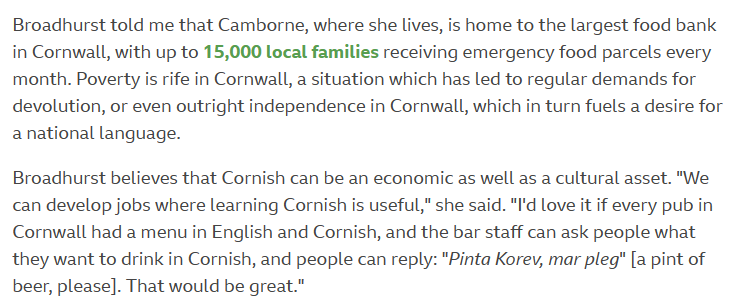 Broadhurst told me that Camborne, where she lives, is home to the largest food bank
in Cornwall, with up to 15,000 local families receiving emergency food parcels every
month. Poverty is rife in Cornwall, a situation which has led to regular demands for
devolution, or even outright independence in Cornwall, which in turn fuels a desire for
a national language.
Broadhurst believes that Cornish can be an economic as well as a cultural asset. "We
can develop jobs where learning Cornish is useful," she said. "I'd love it if every pub in
Cornwall had a menu in English and Cornish, and the bar staff can ask people what
they want to drink in Cornish, and people can reply: "Pinta Korev, mar pleg" [a pint of
beer, please]. That would be great."